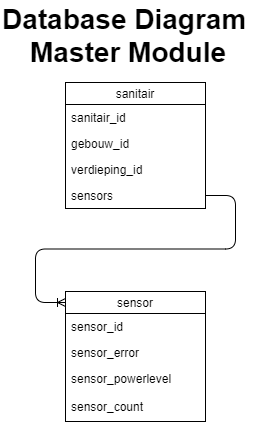 Database Diagram
Master Module
sanitair
sanitair_id
gebouw_id
verdieping_id
sensors
sensor
sensor_id
sensor_error
sensor_powerlevel
sensor_count